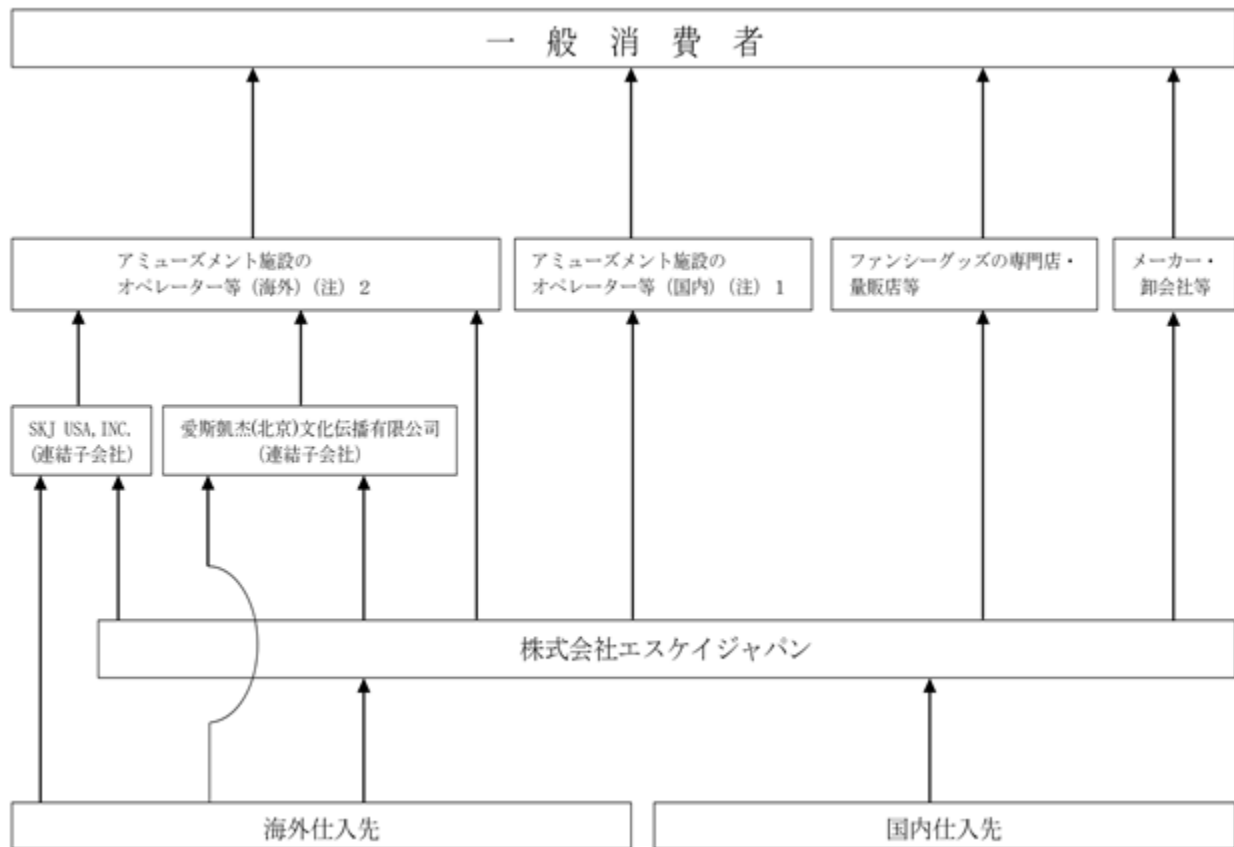 一般消費者
アミューズメント施設の
オペレーター等(海外)(注)2
アミューズメント施設の
オペレーター等(国内)(注)1
ファンシーグッズの専門店・
量販店等
メーカー・
卸会社等
SKJ USA,INC.
(連結子会社)
愛斯凱杰(北京)文化伝播有限公司
(連結子会社)
株式会社エスケイジャパン
海外仕入先
国内仕入先